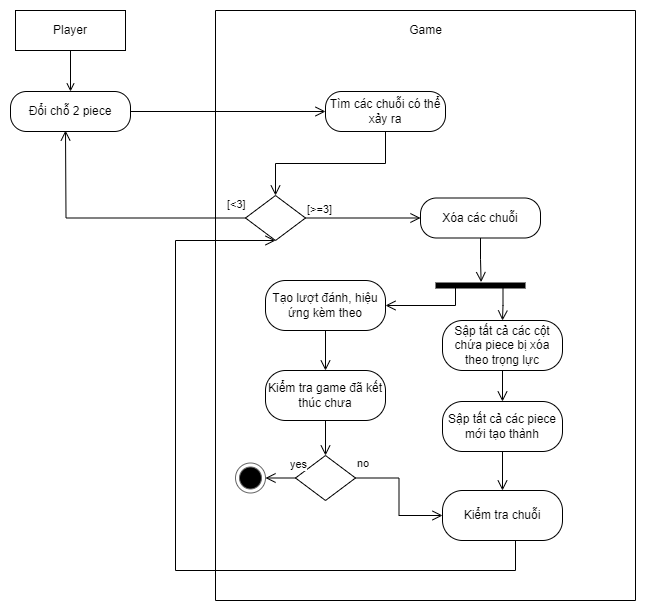 Player
Game
Đổi chỗ 2 piece
Tìm các chuỗi có thể
xảy ra
[<3]
[>=3]
Xóa các chuỗi
Tạo lượt đánh, hiệu
ứng kèm theo
Sập tất cả các cột
chứa piece bị xóa
theo trọng lực
Kiểm tra game đã kết
thúc chưa
Sập tất cả các piece
mới tạo thành
yes
no
Kiểm tra chuỗi